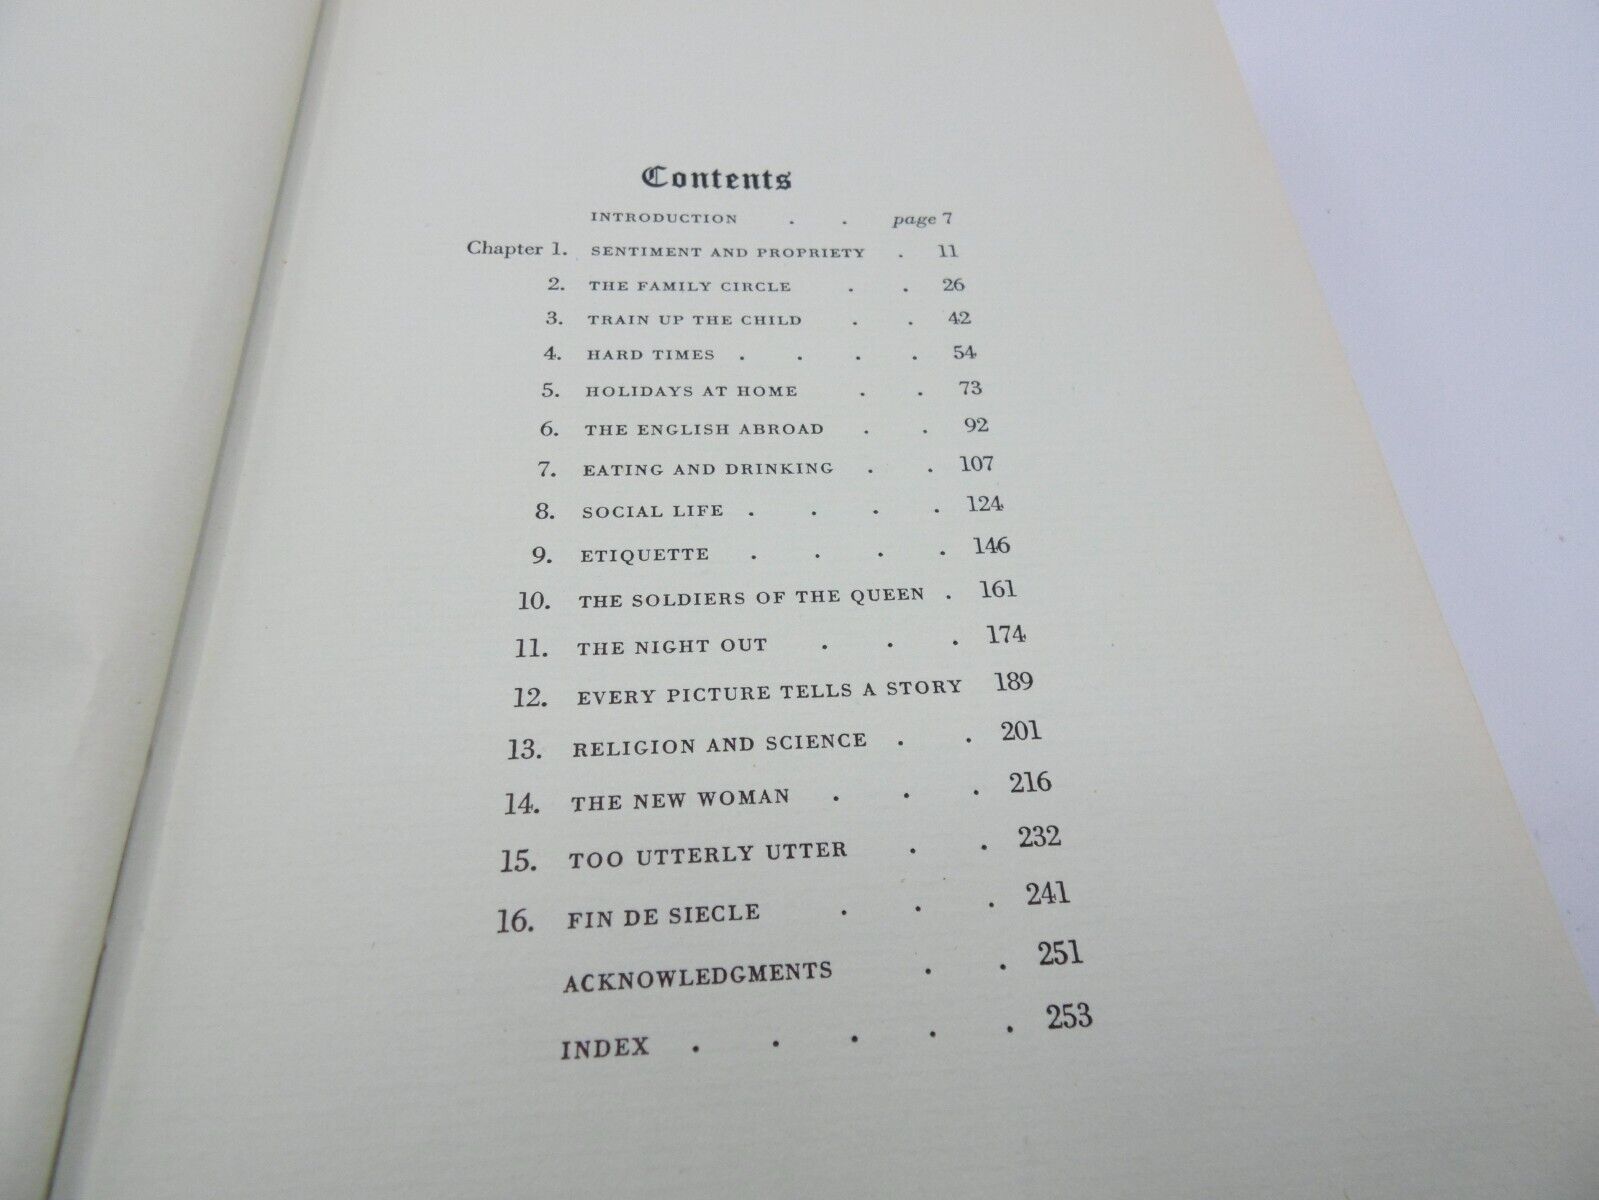 Contents
INTRODUCTION . . page 7
Chapter 1. SENTIMENT AND PROPRIETY . 11
2. THE FAMILY CIRCLE . . 26
3. TRAIN UP THE CHILD . . 42
4. HARD TIMES . . . . 54
5. HOLIDAYS AT HOME . . 73
6. THE ENGLISH ABROAD . . 92
7. EATING AND DRINKING . . 107
8. SOCIAL LIFE . . . . 124
9. ETIQUETTE . . . . 146
10. THE SOLDIERS OF THE QUEEN . 161
11. THE NIGHT OUT . . . 174
12. EVERY PICTURE TELLS A STORY 189
13. RELIGION AND SCIENCE . . 201
14. THE NEW WOMAN . . . 216
15. TOO UTTERLY UTTER . . 232
16. FIN DE SIECLE . . . 241
ACKNOWLEDGMENTS . . 251
INDEX . . . . . 253